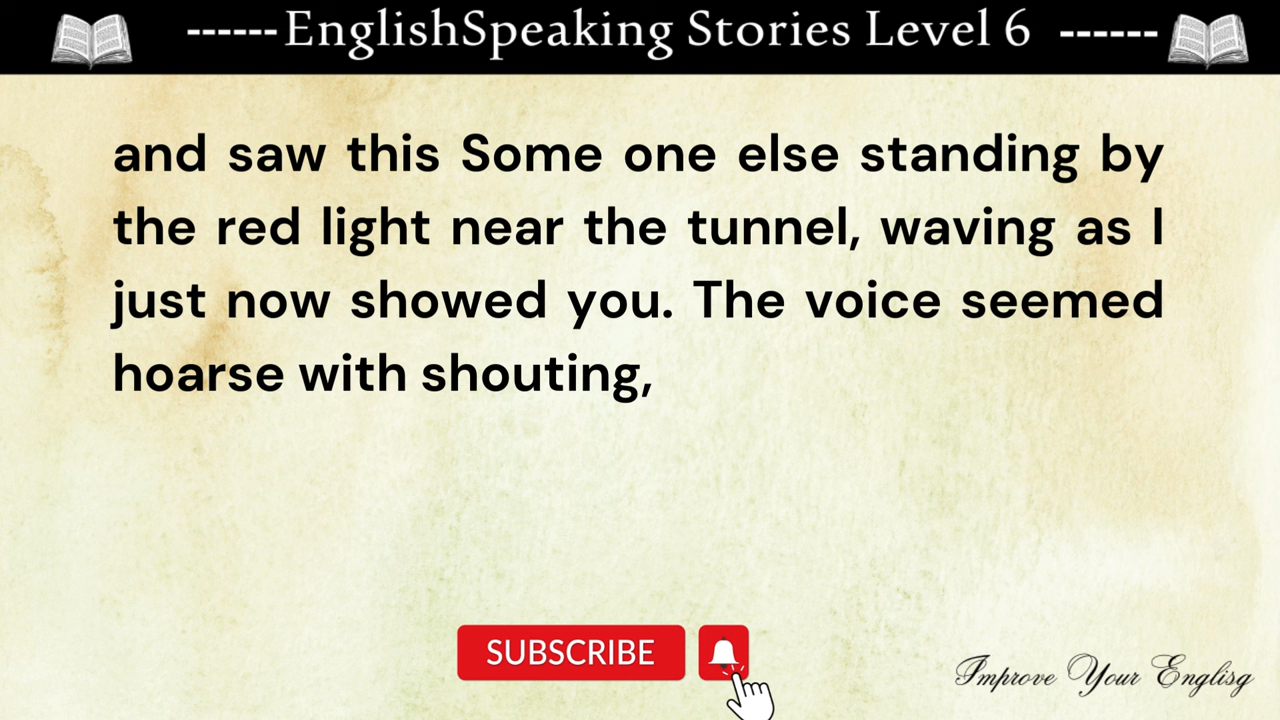 ------EnglishSpeaking Stories Level 6 ------
and saw this Some one else standing by
the red light near the tunnel, waving as I
just now showed you. The voice seemed
hoarse with shouting,
SUBSCRIBE
Improve Your Englisg